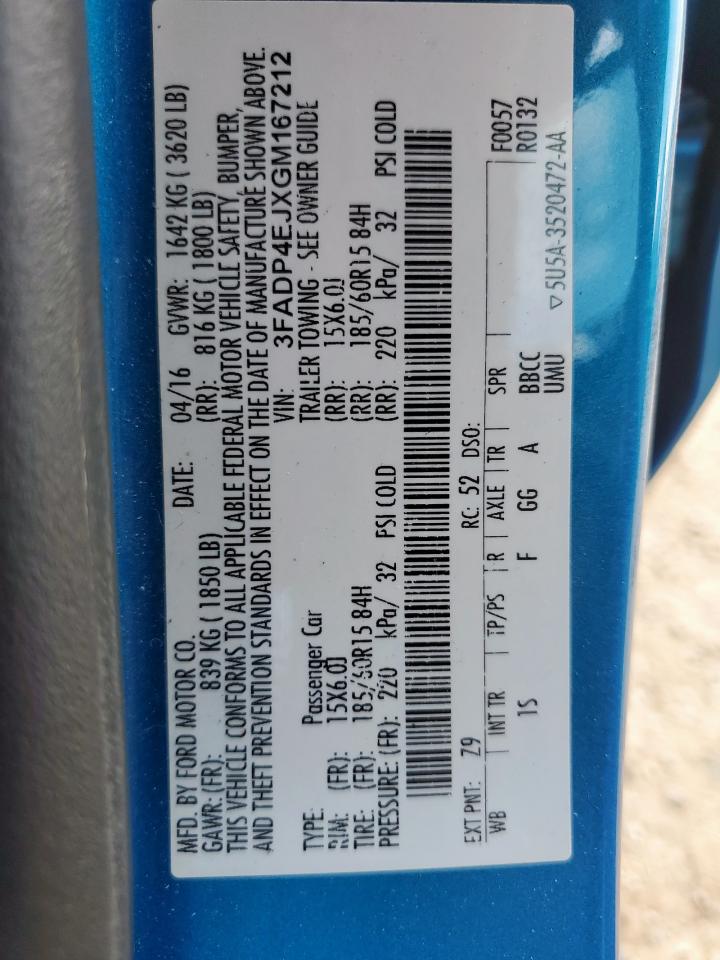 MFD. BY FORD MOTOR CO. DATE: 04/16 GVWR: 1642 KG ( 3620 LB)
GAWR: (FR): 839 KG ( 1850 LB) (RR): 816 KG ( 1800 LB)
THIS VEHICLE CONFORMS TO ALL APPLICABLE FEDERAL MOTOR VEHICLE SAFETY, BUMPER,
AND THEFT PREVENTION STANDARDS IN EFFECT ON THE DATE OF MANUFACTURE SHOWN ABOVE.
VIN: 3FADP4EJXGM167212
TYPE: Passenger Car TRAILER TOWING - SEE OWNER GUIDE
RIM: (FR): 15X6.0J (RR): 15X6.0J
TIRE: (FR): 185/60R15 84H (RR): 185/60R15 84H
PRESSURE: (FR): 220 kPa/ 32 PSI COLD (RR): 220 kPa/ 32 PSI COLD
EXT PNT: Z9 RC: 52 DSO: F0057
WB INT TR TP/PS R AXLE TR SPR R0132
1S F GG A BBCC
UMU ▽5U5A-3520472-AA